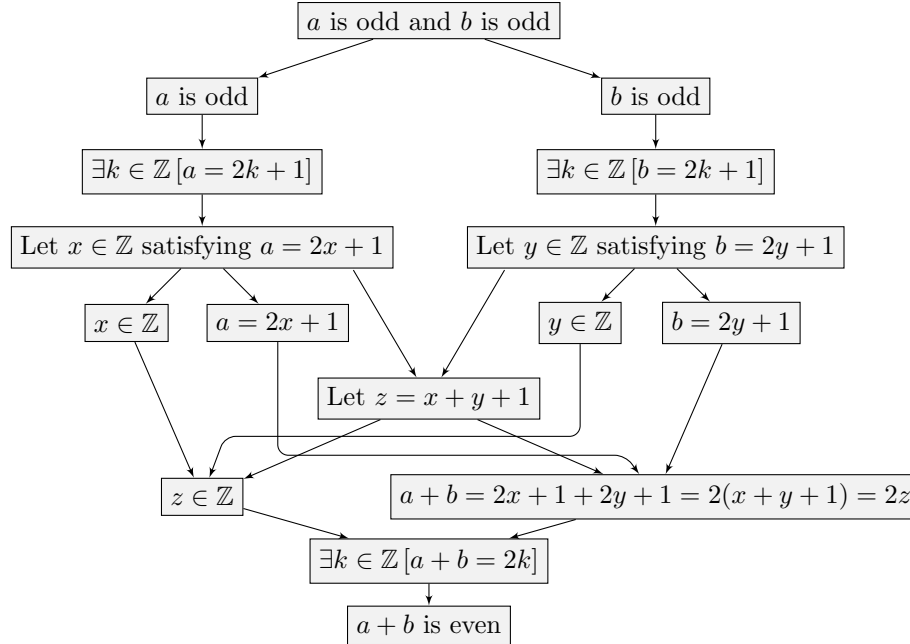 a is odd and b is odd
a is odd
b is odd
∃k ∈ ℤ [a = 2k + 1]
∃k ∈ ℤ [b = 2k + 1]
Let x ∈ ℤ satisfying a = 2x + 1
Let y ∈ ℤ satisfying b = 2y + 1
x ∈ ℤ
a = 2x + 1
y ∈ ℤ
b = 2y + 1
Let z = x + y + 1
z ∈ ℤ
a + b = 2x + 1 + 2y + 1 = 2(x + y + 1) = 2z
∃k ∈ ℤ [a + b = 2k]
a + b is even